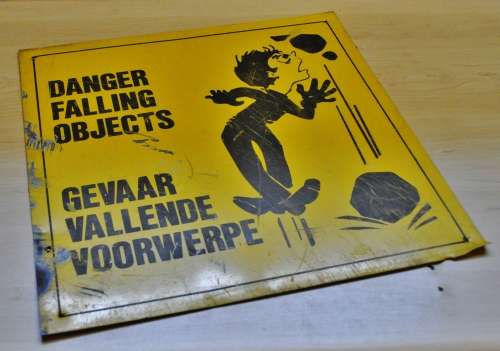 DANGER
FALLING
OBJECTS
GEVAAR
VALLENDE
VOORWERPE